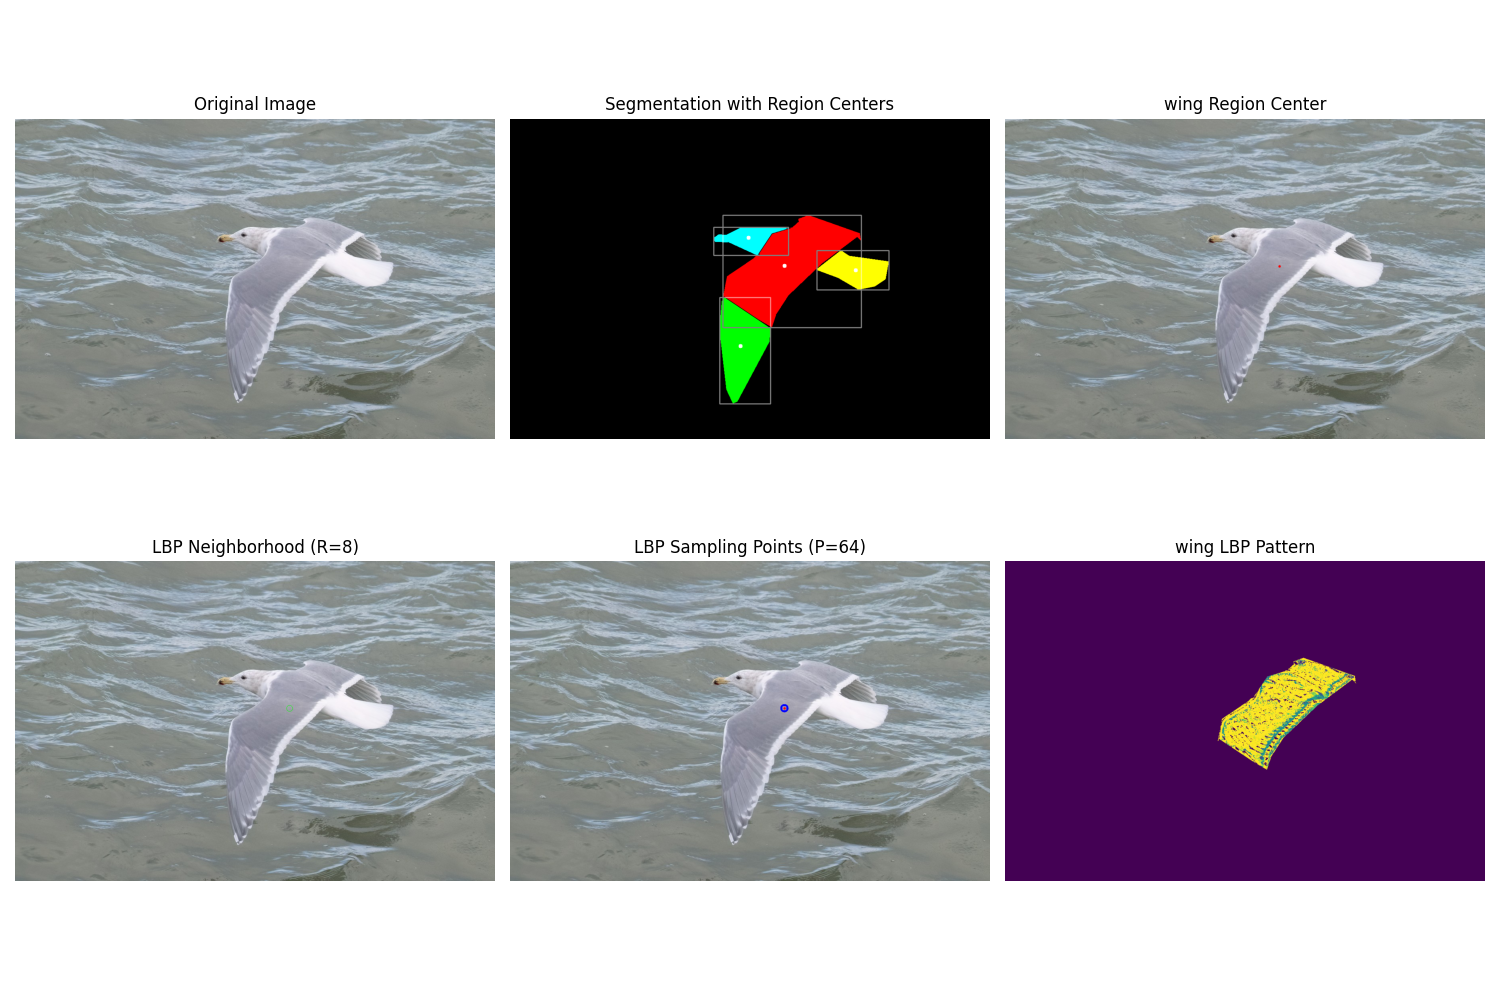 Original Image
Segmentation with Region Centers
wing Region Center
LBP Neighborhood (R=8)
LBP Sampling Points (P=64)
wing LBP Pattern